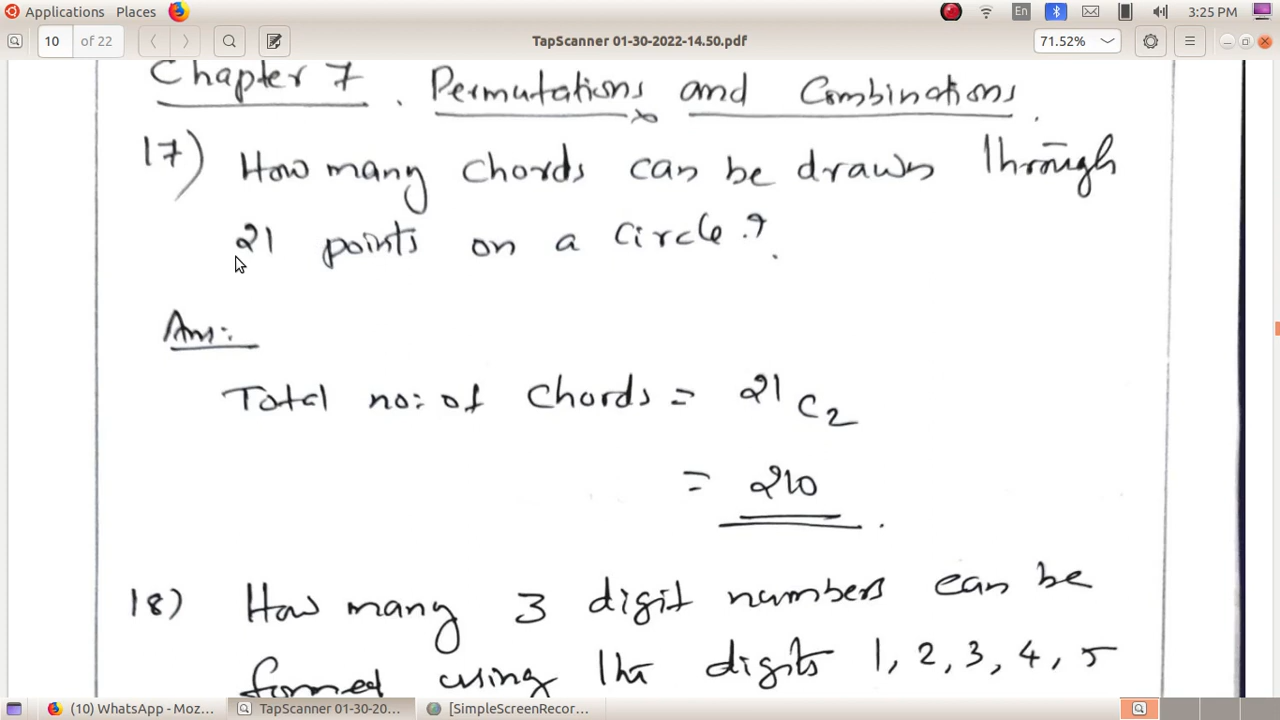 Applications Places En 3:25 PM
10 of 22 TapScanner 01-30-2022-14.50.pdf 71.52%
Chapter 7. Permutations and Combinations.
17) How many chords can be drawn through
21 points on a circle?
Ans:
Total no: of chords = 21 C 2
= 210
18) How many 3 digit numbers can be
formed using the digits 1, 2, 3, 4, 5
(10) WhatsApp - Moz... TapScanner 01-30-20... [SimpleScreenRecor...